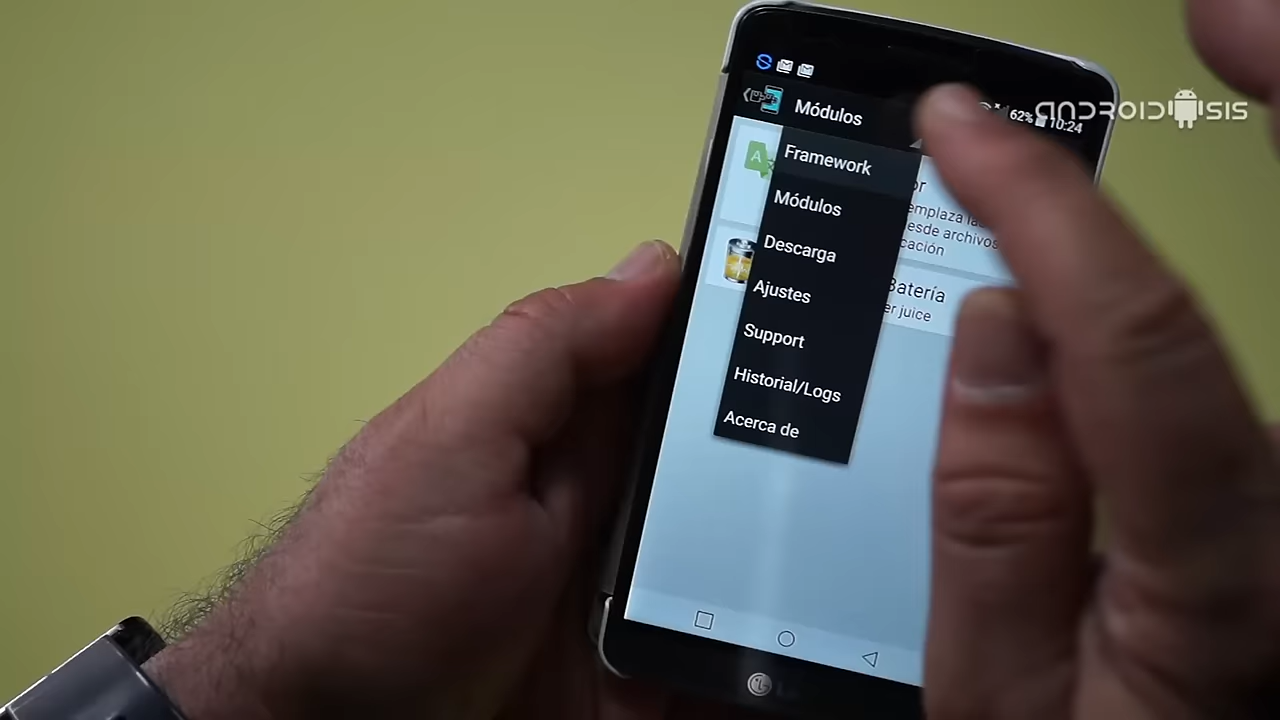 62% 10:24
ANDROIDSIS
Módulos
Framework
Módulos
Descarga
Ajustes
Support
Historial/Logs
Acerca de
or
emplaza la
esde archivos
cación
Batería
er juice
LG